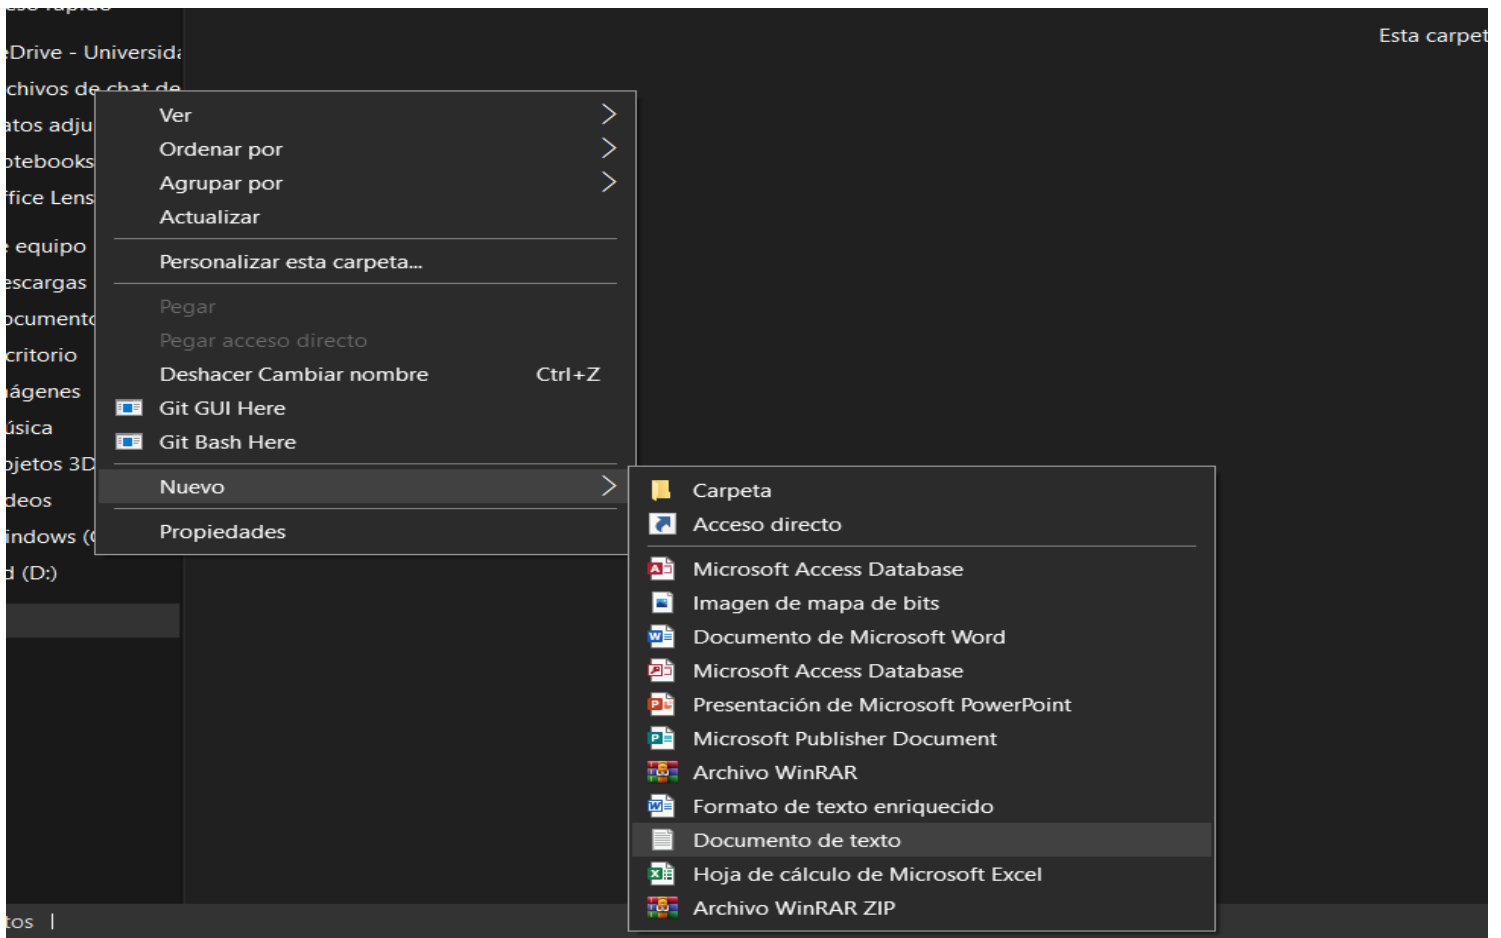 Esta carpet
eDrive - Universida
chivos de chat de
atos adju
otebooks
ffice Lens
e equipo
escargas
ocumento
critorio
nágenes
úsica
bjetos 3D
deos
indows (C
d (D:)
tos
Ver
Ordenar por
Agrupar por
Actualizar
Personalizar esta carpeta...
Pegar
Pegar acceso directo
Deshacer Cambiar nombre Ctrl+Z
Git GUI Here
Git Bash Here
Nuevo
Propiedades
Carpeta
Acceso directo
Microsoft Access Database
Imagen de mapa de bits
Documento de Microsoft Word
Microsoft Access Database
Presentación de Microsoft PowerPoint
Microsoft Publisher Document
Archivo WinRAR
Formato de texto enriquecido
Documento de texto
Hoja de cálculo de Microsoft Excel
Archivo WinRAR ZIP